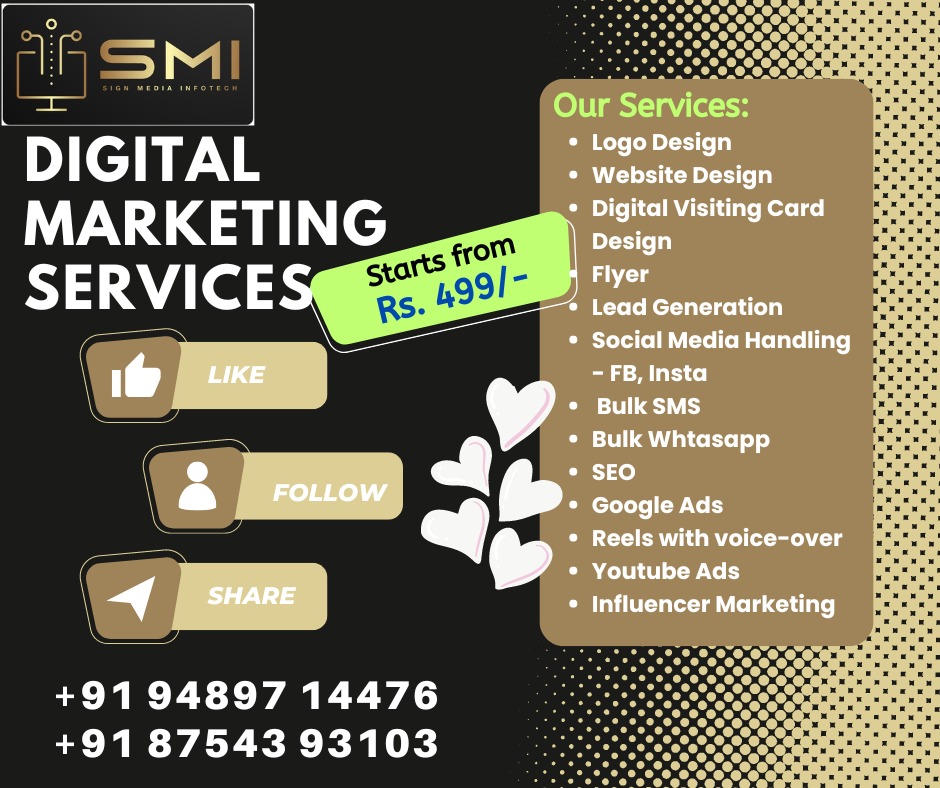 SMI
SIGN MEDIA INFOTECH
DIGITAL
MARKETING
SERVICES
Starts from
Rs. 499/-
LIKE
FOLLOW
SHARE
+91 94897 14476
+91 87543 93103
Our Services:
• Logo Design
• Website Design
• Digital Visiting Card
Design
• Flyer
• Lead Generation
• Social Media Handling
- FB, Insta
• Bulk SMS
• Bulk Whtasapp
• SEO
• Google Ads
• Reels with voice-over
• Youtube Ads
• Influencer Marketing